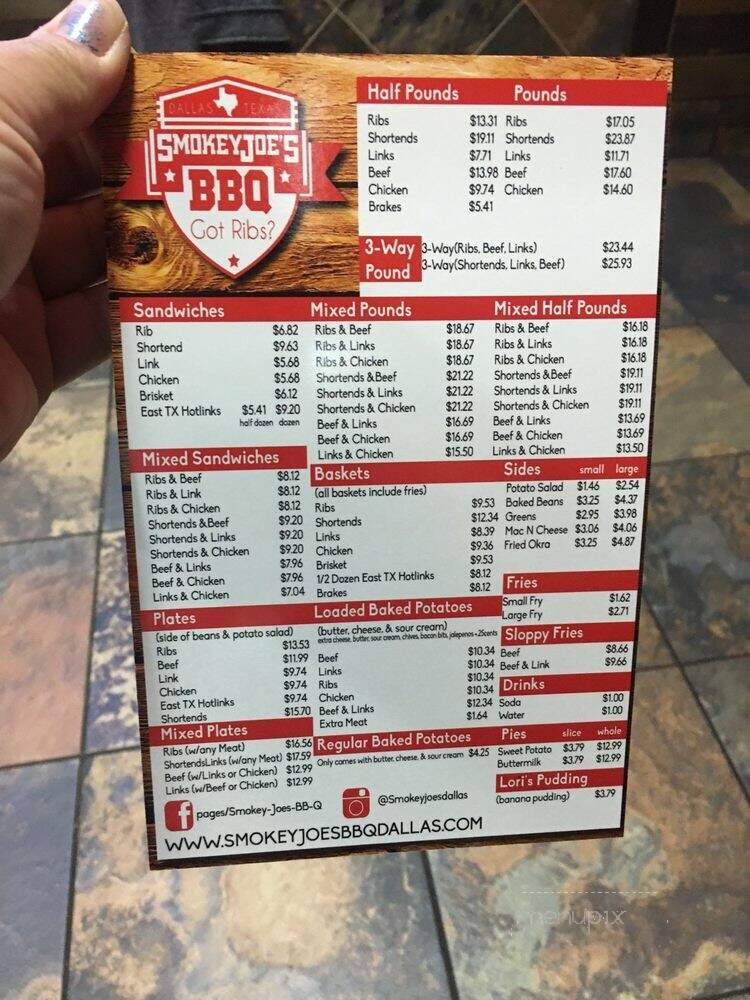 DALLAS TEXAS
SMOKEY JOE'S
BBQ
Got Ribs?
Half Pounds
Ribs $13.31
Shortends $19.11
Links $7.71
Beef $13.98
Chicken $9.74
Brakes $5.41
Pounds
Ribs $17.05
Shortends $23.87
Links $11.71
Beef $17.60
Chicken $14.60
3-Way Pound
3-Way(Ribs, Beef, Links) $23.44
3-Way(Shortends, Links, Beef) $25.93
Sandwiches
Rib $6.82
Shortend $9.63
Link $5.68
Chicken $5.68
Brisket $6.12
East TX Hotlinks $5.41 $9.20
half dozen dozen
Mixed Pounds
Ribs & Beef $18.67
Ribs & Links $18.67
Ribs & Chicken $18.67
Shortends &Beef $21.22
Shortends & Links $21.22
Shortends & Chicken $21.22
Beef & Links $16.69
Beef & Chicken $16.69
Links & Chicken $15.50
Mixed Half Pounds
Ribs & Beef $16.18
Ribs & Links $16.18
Ribs & Chicken $16.18
Shortends &Beef $19.11
Shortends & Links $19.11
Shortends & Chicken $19.11
Beef & Links $13.69
Beef & Chicken $13.69
Links & Chicken $13.50
Mixed Sandwiches
Ribs & Beef $8.12
Ribs & Link $8.12
Ribs & Chicken $8.12
Shortends &Beef $9.20
Shortends & Links $9.20
Shortends & Chicken $9.20
Beef & Links $7.96
Beef & Chicken $7.96
Links & Chicken $7.04
Baskets
(all baskets include fries)
Ribs $9.53
Shortends $12.34
Links $8.39
Chicken $9.36
Brisket $9.53
1/2 Dozen East TX Hotlinks $8.12
Brakes $8.12
Sides small large
Potato Salad $1.46 $2.54
Baked Beans $3.25 $4.37
Greens $2.95 $3.98
Mac N Cheese $3.06 $4.06
Fried Okra $3.25 $4.87
Fries
Small Fry $1.62
Large Fry $2.71
Plates
(side of beans & potato salad)
Ribs $13.53
Beef $11.99
Link $9.74
Chicken $9.74
East TX Hotlinks $9.74
Shortends $15.70
Loaded Baked Potatoes
(butter, cheese, & sour cream)
extra cheese, butter, sour cream, chives, bacon bits, jalepenos +.25cents
Beef $10.34
Links $10.34
Ribs $10.34
Chicken $10.34
Beef & Links $12.34
Extra Meat $1.64
Sloppy Fries
Beef $8.66
Beef & Link $9.66
Drinks
Soda $1.00
Water $1.00
Mixed Plates
Ribs (w/any Meat) $16.56
ShortendsLinks (w/any Meat) $17.59
Beef (w/Links or Chicken) $12.99
Links (w/Beef or Chicken) $12.99
Regular Baked Potatoes
Only comes with butter, cheese, & sour cream $4.25
Pies slice whole
Sweet Potato $3.79 $12.99
Buttermilk $3.79 $12.99
Lori's Pudding
(banana pudding) $3.79
f pages/Smokey-Joes-BB-Q
@Smokeyjoesdallas
WWW.SMOKEYJOESBBQDALLAS.COM
menupix